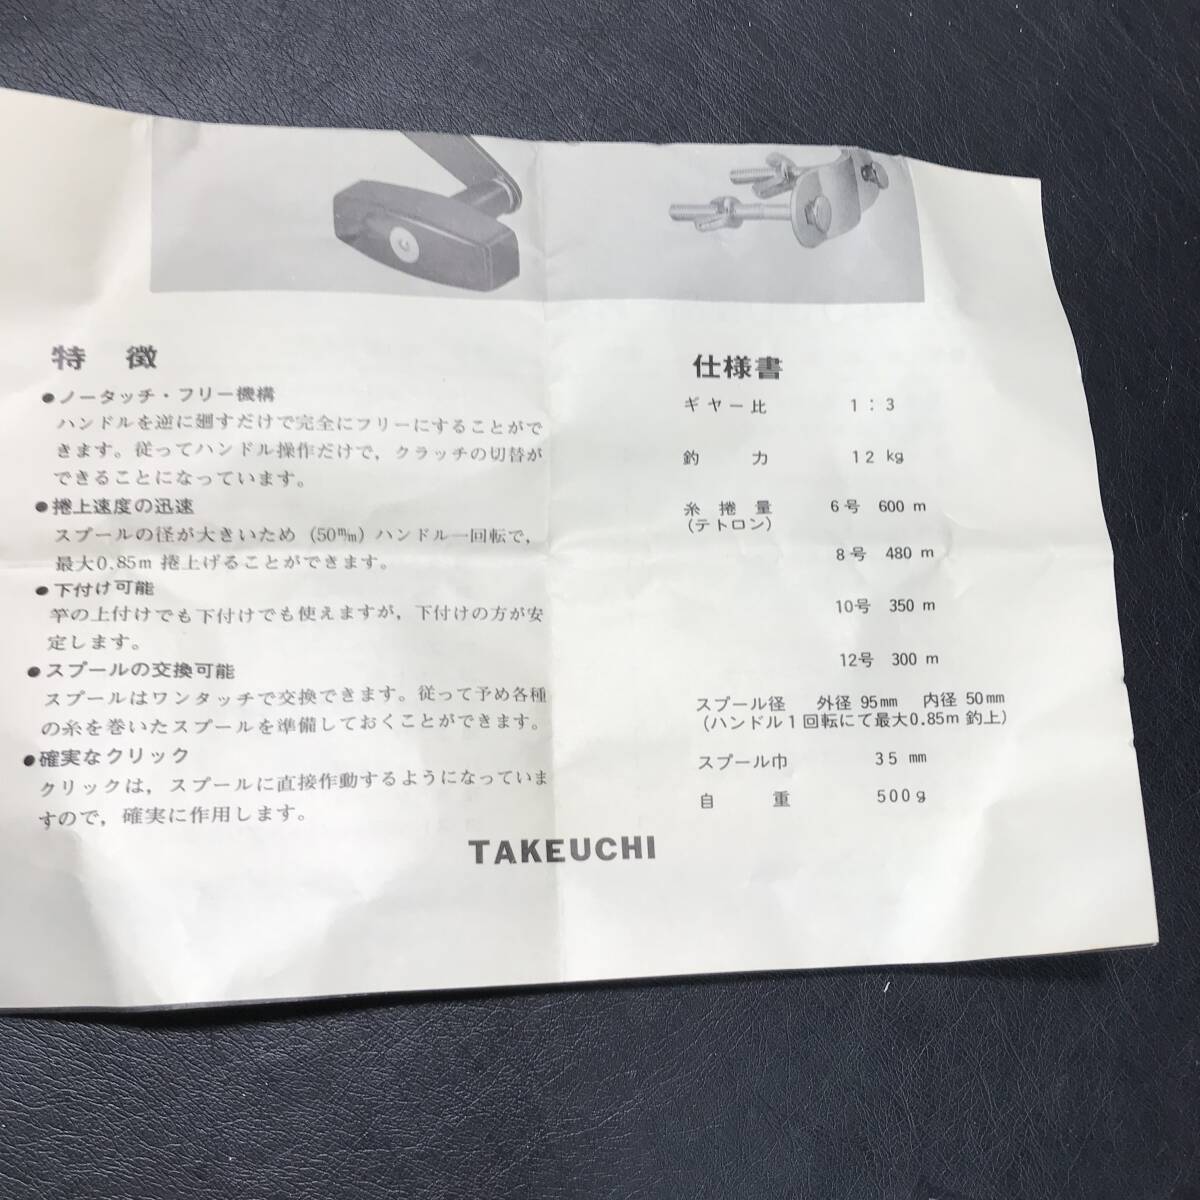 特 徴
●ノータッチ・フリー機構
ハンドルを逆に廻すだけで完全にフリーにすることがで
きます。従ってハンドル操作だけで，クラッチの切替が
できることになっています。
●捲上速度の迅速
スプールの径が大きいため (50㎜) ハンドル一回転で，
最大0.85m 捲上げることができます。
●下付け可能
竿の上付けでも下付けでも使えますが，下付けの方が安
定します。
●スプールの交換可能
スプールはワンタッチで交換できます。従って予め各種
の糸を巻いたスプールを準備しておくことができます。
●確実なクリック
クリックは，スプールに直接作動するようになっていま
すので，確実に作用します。
仕様書
ギヤー比 1：3
釣 力 12 kg
糸捲量 6号 600 m
(テトロン)
8号 480 m
10号 350 m
12号 300 m
スプール径 外径 95㎜ 内径 50㎜
(ハンドル1回転にて最大0.85m 釣上)
スプール巾 35 ㎜
自 重 500g
TAKEUCHI